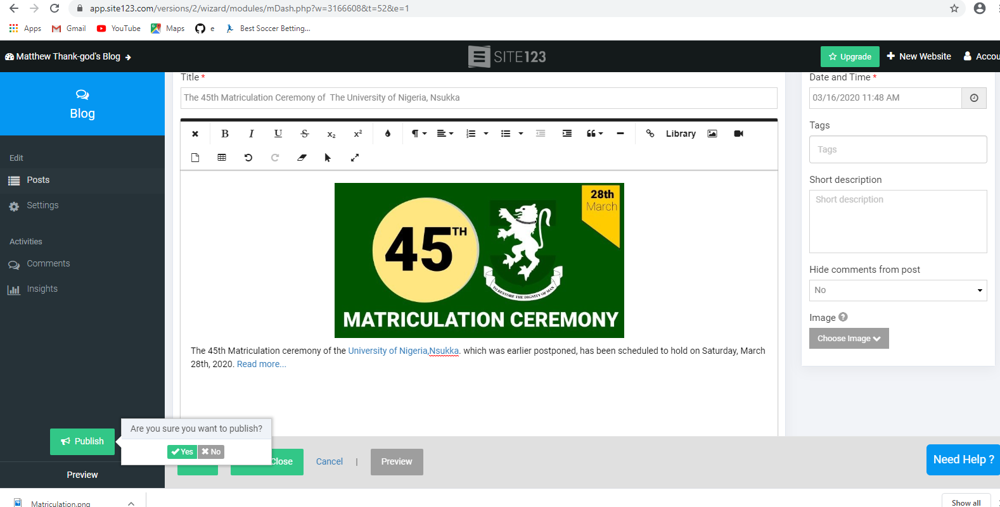 app.site123.com/versions/2/wizard/modules/mDash.php?w=3166608&t=52&e=1
Apps Gmail YouTube Maps e Best Soccer Betting...
Matthew Thank-god's Blog SITE123 Upgrade New Website Accou
Blog
Edit
Posts
Settings
Activities
Comments
Insights
Publish
Preview
Title *
The 45th Matriculation Ceremony of The University of Nigeria, Nsukka
B I U S x2 x2
Library
28th
March
45TH
TO RESTORE THE DIGNITY OF MAN
MATRICULATION CEREMONY
The 45th Matriculation ceremony of the University of Nigeria,Nsukka. which was earlier postponed, has been scheduled to hold on Saturday, March
28th, 2020. Read more...
Are you sure you want to publish?
Yes No
Close Cancel | Preview
Date and Time *
03/16/2020 11:48 AM
Tags
Tags
Short description
Short description
Hide comments from post
No
Image ?
Choose Image
Need Help ?
Matriculation.png
Show all